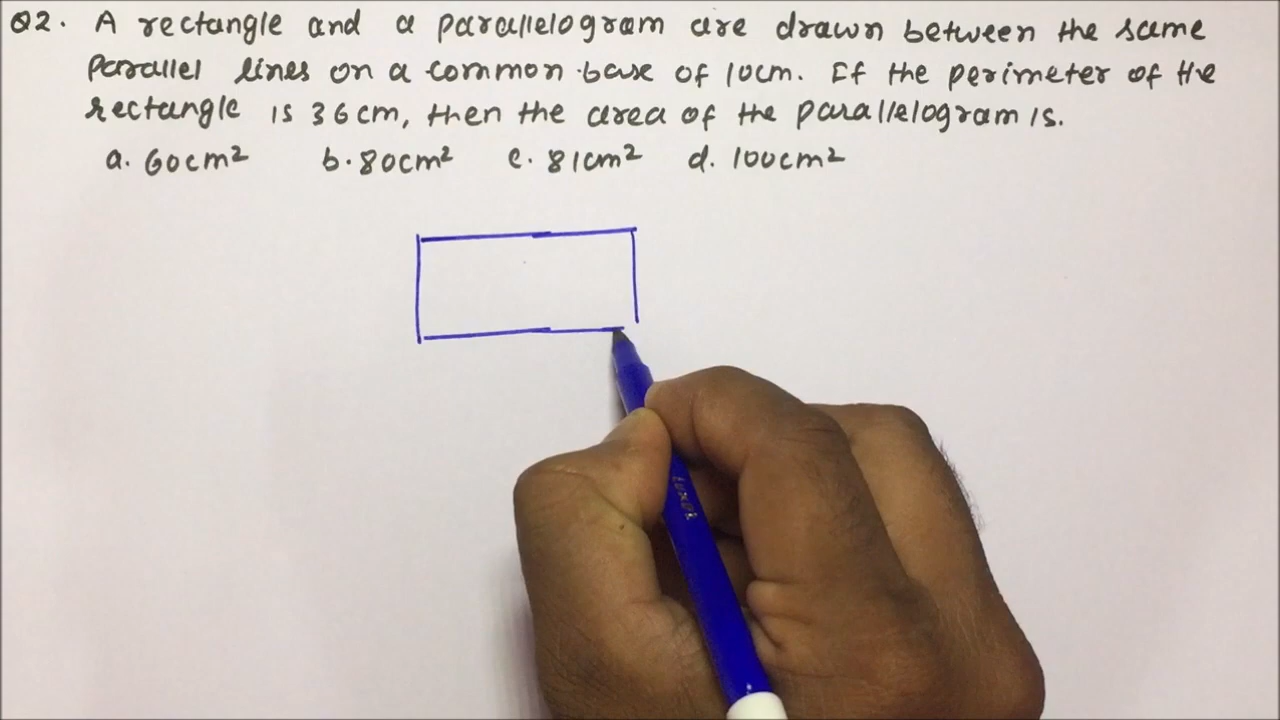 Q2. A rectangle and a parallelogram are drawn between the same
parallel lines on a common base of 10cm. If the perimeter of the
rectangle is 36cm, then the area of the parallelogram is.
a. 60cm² b. 80cm² c. 81cm² d. 100cm²
LUXOR